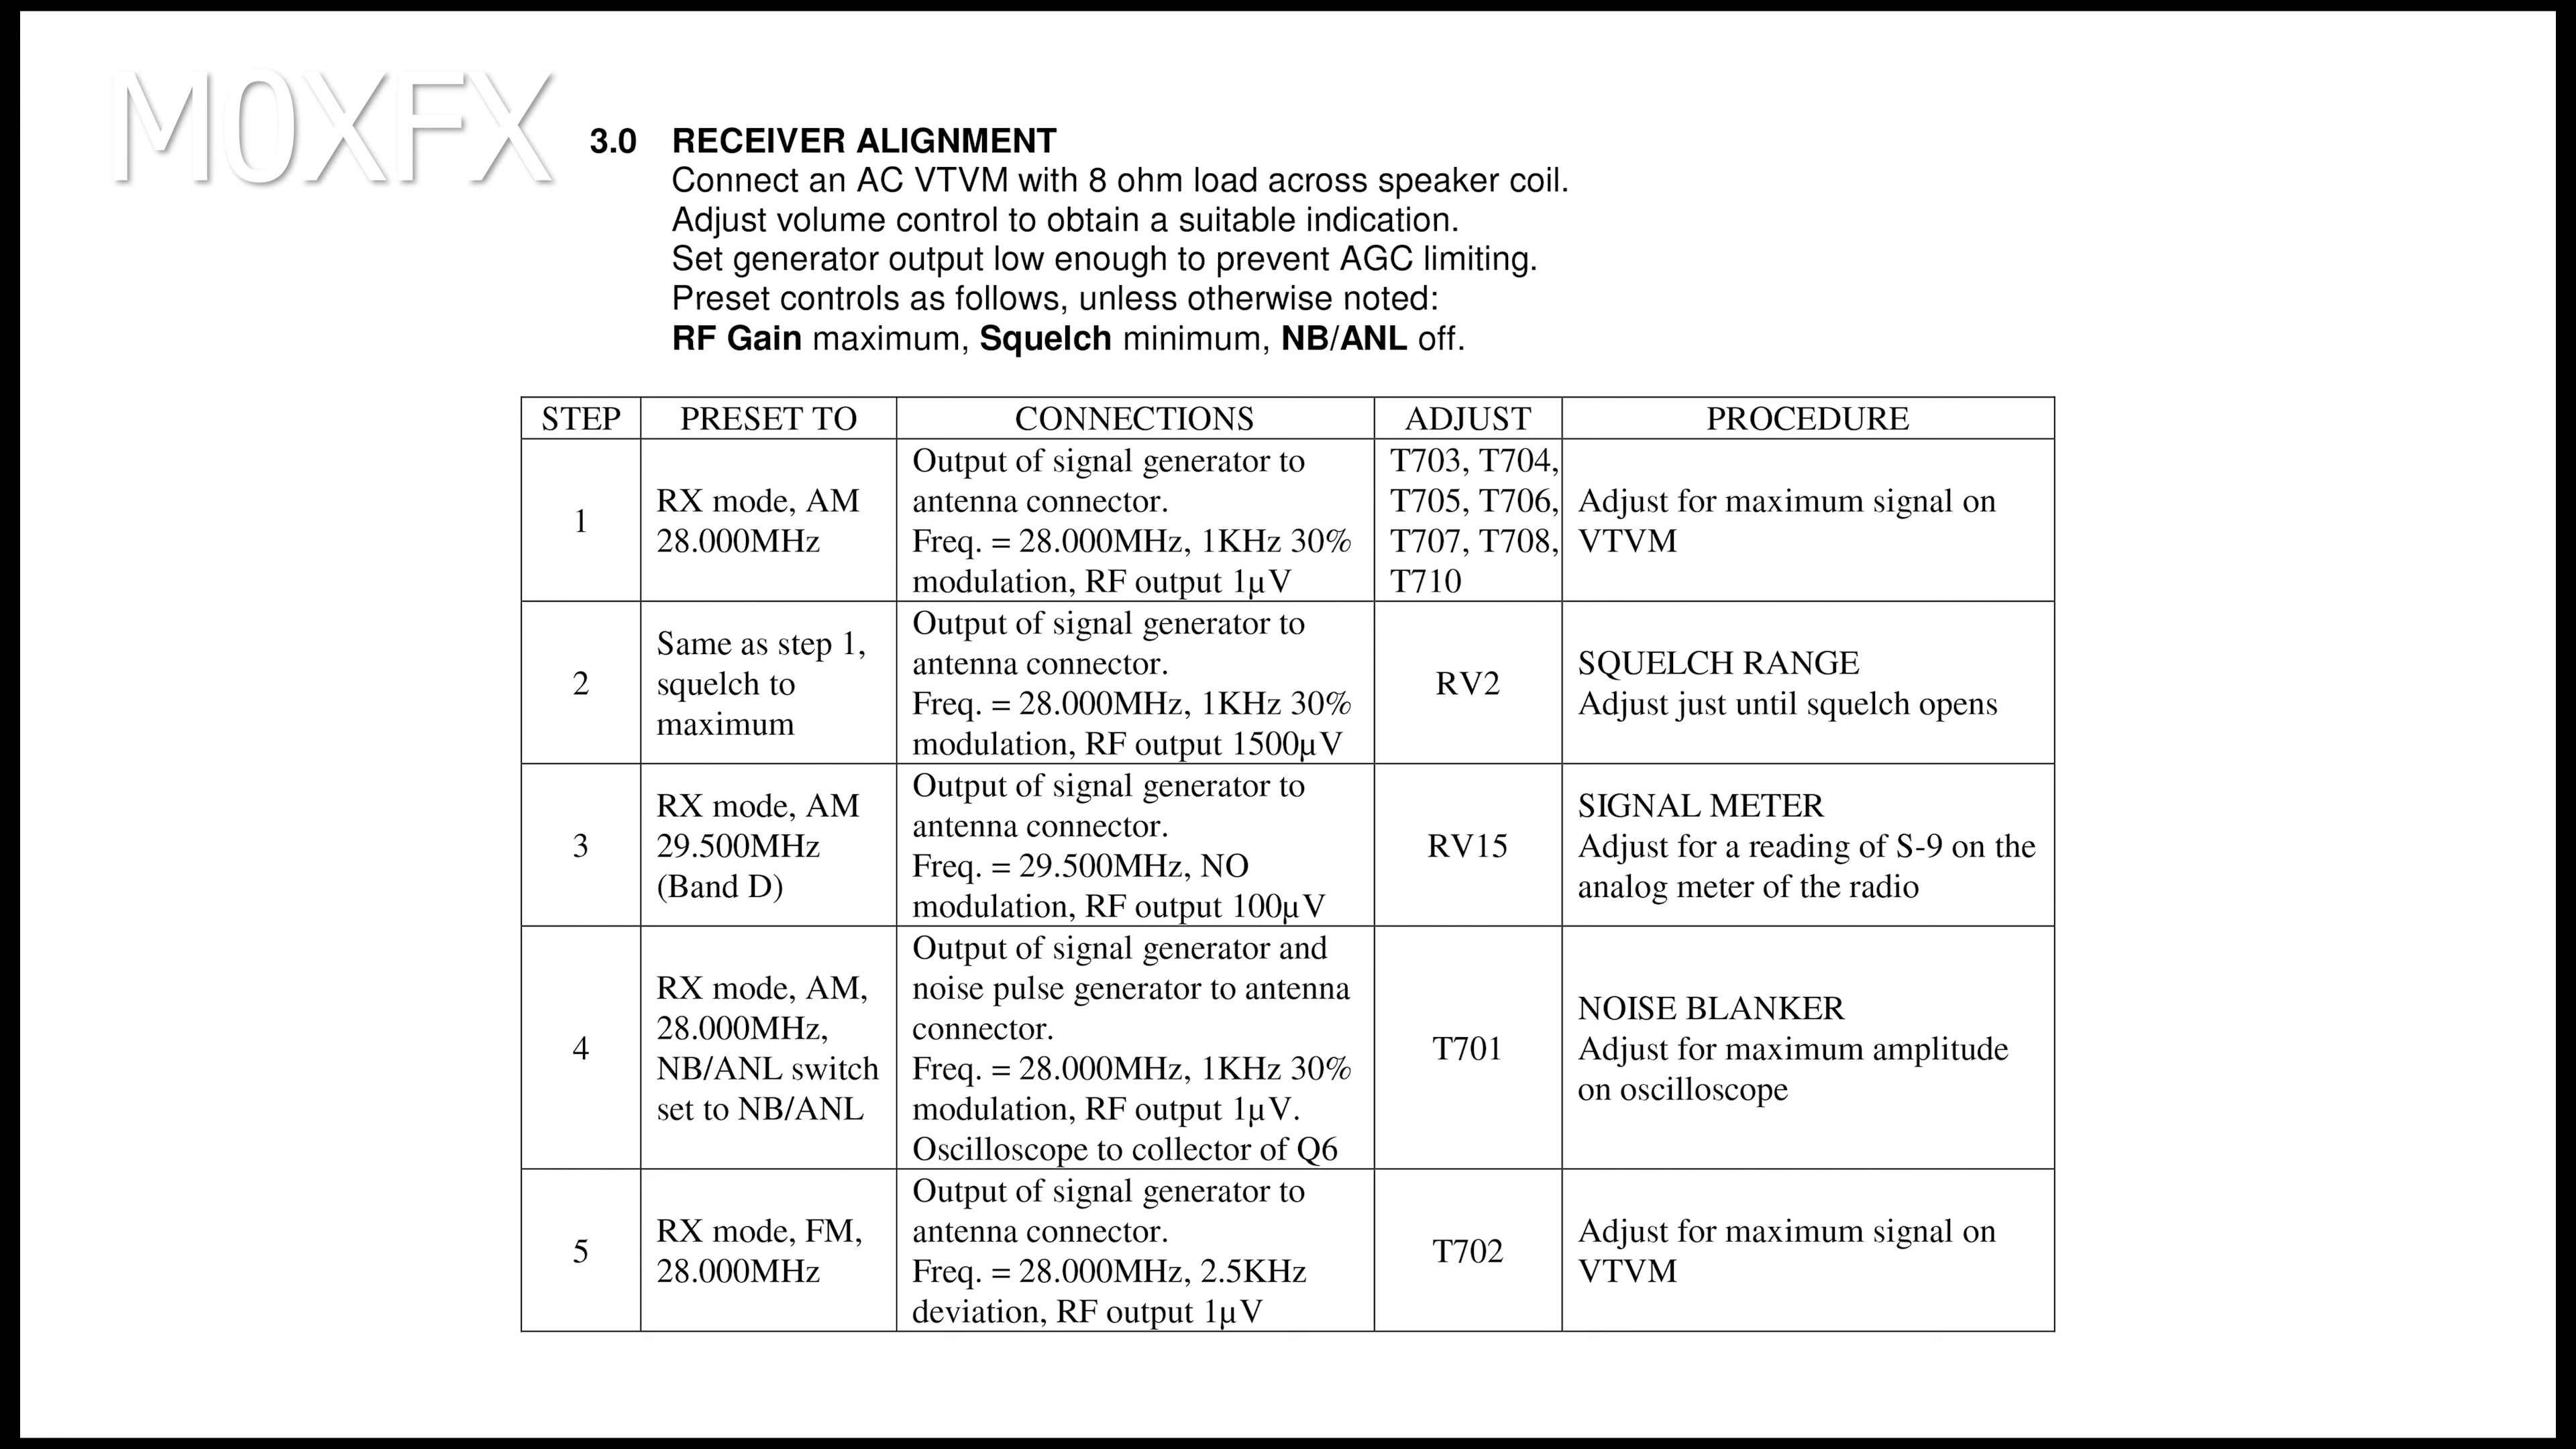 M0XFX
3.0 RECEIVER ALIGNMENT
Connect an AC VTVM with 8 ohm load across speaker coil.
Adjust volume control to obtain a suitable indication.
Set generator output low enough to prevent AGC limiting.
Preset controls as follows, unless otherwise noted:
RF Gain maximum, Squelch minimum, NB/ANL off.
STEP PRESET TO CONNECTIONS ADJUST PROCEDURE
1
RX mode, AM
28.000MHz
Output of signal generator to
antenna connector.
Freq. = 28.000MHz, 1KHz 30%
modulation, RF output 1µV
T703, T704,
T705, T706,
T707, T708,
T710
Adjust for maximum signal on
VTVM
2
Same as step 1,
squelch to
maximum
Output of signal generator to
antenna connector.
Freq. = 28.000MHz, 1KHz 30%
modulation, RF output 1500µV
RV2
SQUELCH RANGE
Adjust just until squelch opens
3
RX mode, AM
29.500MHz
(Band D)
Output of signal generator to
antenna connector.
Freq. = 29.500MHz, NO
modulation, RF output 100µV
RV15
SIGNAL METER
Adjust for a reading of S-9 on the
analog meter of the radio
4
RX mode, AM,
28.000MHz,
NB/ANL switch
set to NB/ANL
Output of signal generator and
noise pulse generator to antenna
connector.
Freq. = 28.000MHz, 1KHz 30%
modulation, RF output 1µV.
Oscilloscope to collector of Q6
T701
NOISE BLANKER
Adjust for maximum amplitude
on oscilloscope
5
RX mode, FM,
28.000MHz
Output of signal generator to
antenna connector.
Freq. = 28.000MHz, 2.5KHz
deviation, RF output 1µV
T702
Adjust for maximum signal on
VTVM